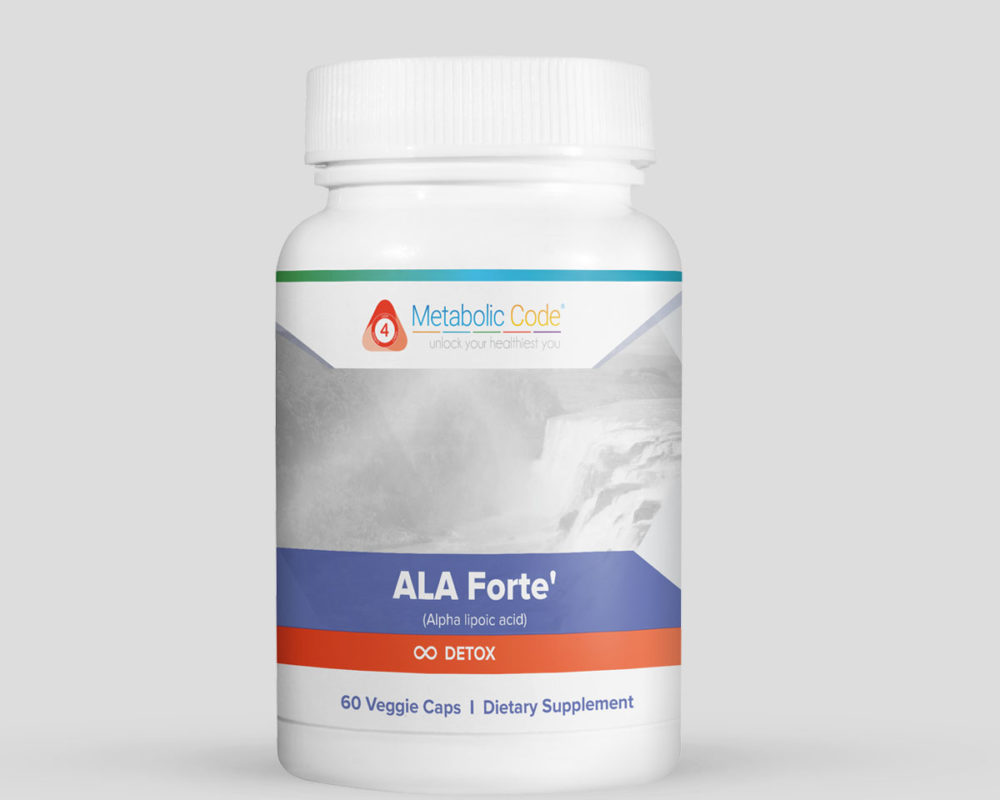 4
Metabolic Code®
unlock your healthiest you
ALA Forte'
(Alpha lipoic acid)
DETOX
60 Veggie Caps | Dietary Supplement